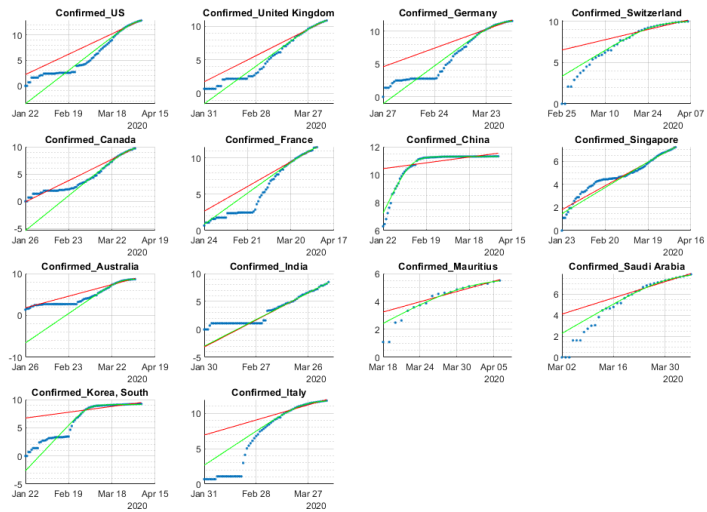 Confirmed_US
10
5
0
Jan 22 Feb 19 Mar 18 Apr 15
2020
Confirmed_United Kingdom
10
5
0
Jan 31 Feb 28 Mar 27
2020
Confirmed_Germany
10
5
0
Jan 27 Feb 24 Mar 23
2020
Confirmed_Switzerland
10
5
0
Feb 25 Mar 10 Mar 24 Apr 07
2020
Confirmed_Canada
10
5
0
-5
Jan 26 Feb 23 Mar 22 Apr 19
2020
Confirmed_France
10
5
0
Jan 24 Feb 21 Mar 20 Apr 17
2020
Confirmed_China
12
10
8
6
Jan 22 Feb 19 Mar 18 Apr 15
2020
Confirmed_Singapore
6
4
2
0
Jan 23 Feb 20 Mar 19 Apr 16
2020
Confirmed_Australia
10
0
-10
Jan 26 Feb 23 Mar 22 Apr 19
2020
Confirmed_India
10
5
0
-5
Jan 30 Feb 27 Mar 26
2020
Confirmed_Mauritius
6
4
2
0
Mar 18 Mar 24 Mar 30 Apr 05
2020
Confirmed_Saudi Arabia
8
6
4
2
0
Mar 02 Mar 16 Mar 30
2020
Confirmed_Korea, South
10
5
0
-5
Jan 22 Feb 19 Mar 18 Apr 15
2020
Confirmed_Italy
10
5
0
Jan 31 Feb 28 Mar 27
2020